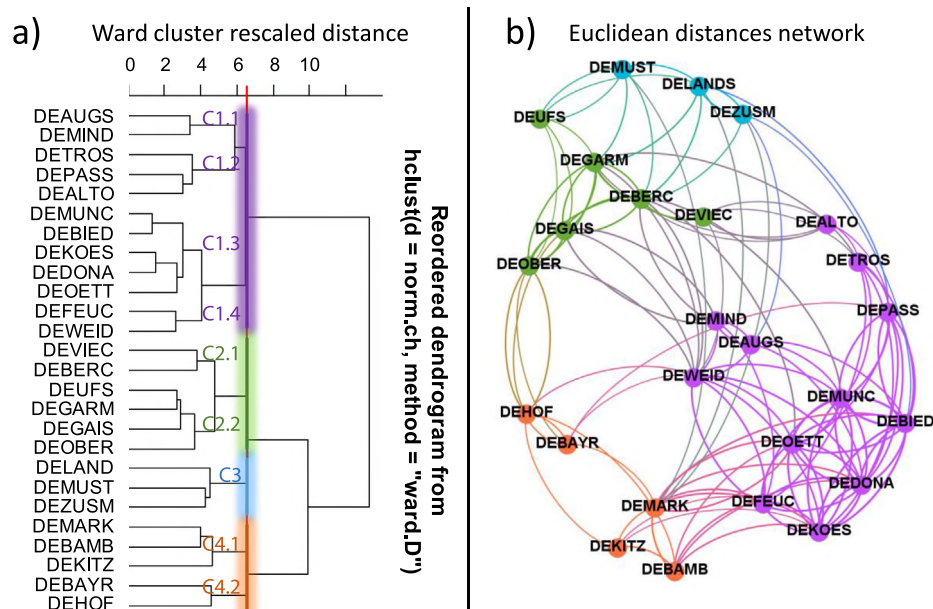 a)
Ward cluster rescaled distance
0 2 4 6 8 10
DEAUGS
DEMIND
DETROS
DEPASS
DEALTO
DEMUNC
DEBIED
DEKOES
DEDONA
DEOETT
DEFEUC
DEWEID
DEVIEC
DEBERC
DEUFS
DEGARM
DEGAIS
DEOBER
DELAND
DEMUST
DEZUSM
DEMARK
DEBAMB
DEKITZ
DEBAYR
DEHOF
C1.1
C1.2
C1.3
C1.4
C2.1
C2.2
C3
C4.1
C4.2
Reordered dendrogram from
hclust(d = norm.ch, method = "ward.D")
b)
Euclidean distances network
DEMUST
DELANDS
DEZUSM
DEUFS
DEGARM
DEBERC
DEVIEC
DEALTO
DEGAIS
DETROS
DEOBER
DEPASS
DEMIND
DEAUGS
DEWEID
DEMUNC
DEHOF
DEBIED
DEBAYR
DEOETT
DEDONA
DEMARK
DEFEUC
DEKOES
DEKITZ
DEBAMB